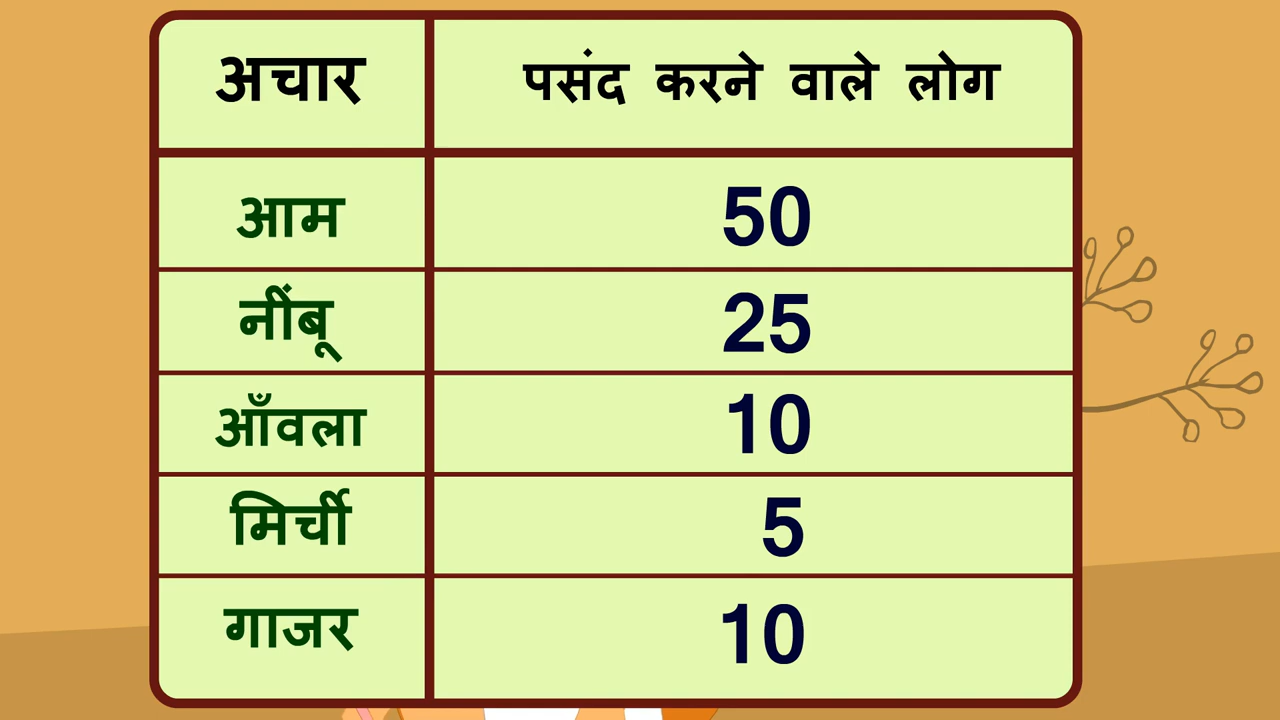 अचार पसंद करने वाले लोग
आम 50
नींबू 25
आँवला 10
मिर्ची 5
गाजर 10